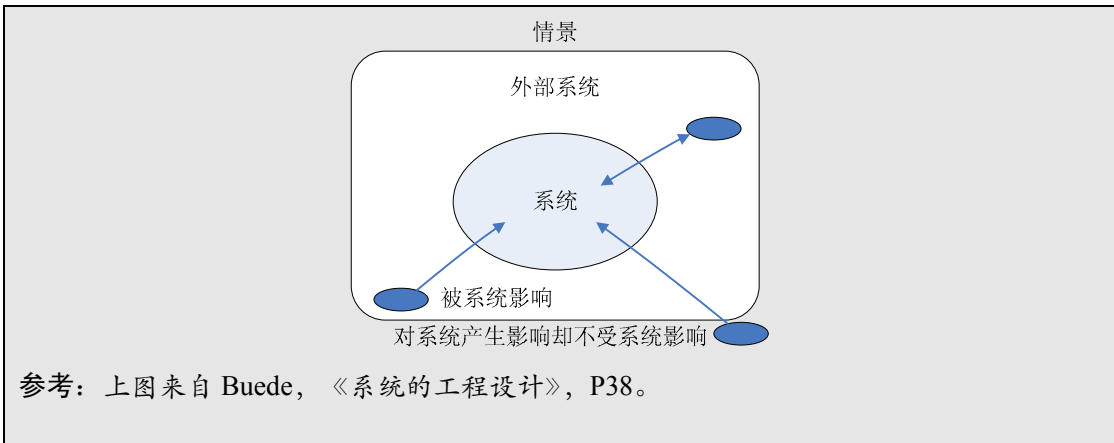 情景
外部系统
系统
被系统影响
对系统产生影响却不受系统影响
参考：上图来自 Buede，《系统的工程设计》，P38。